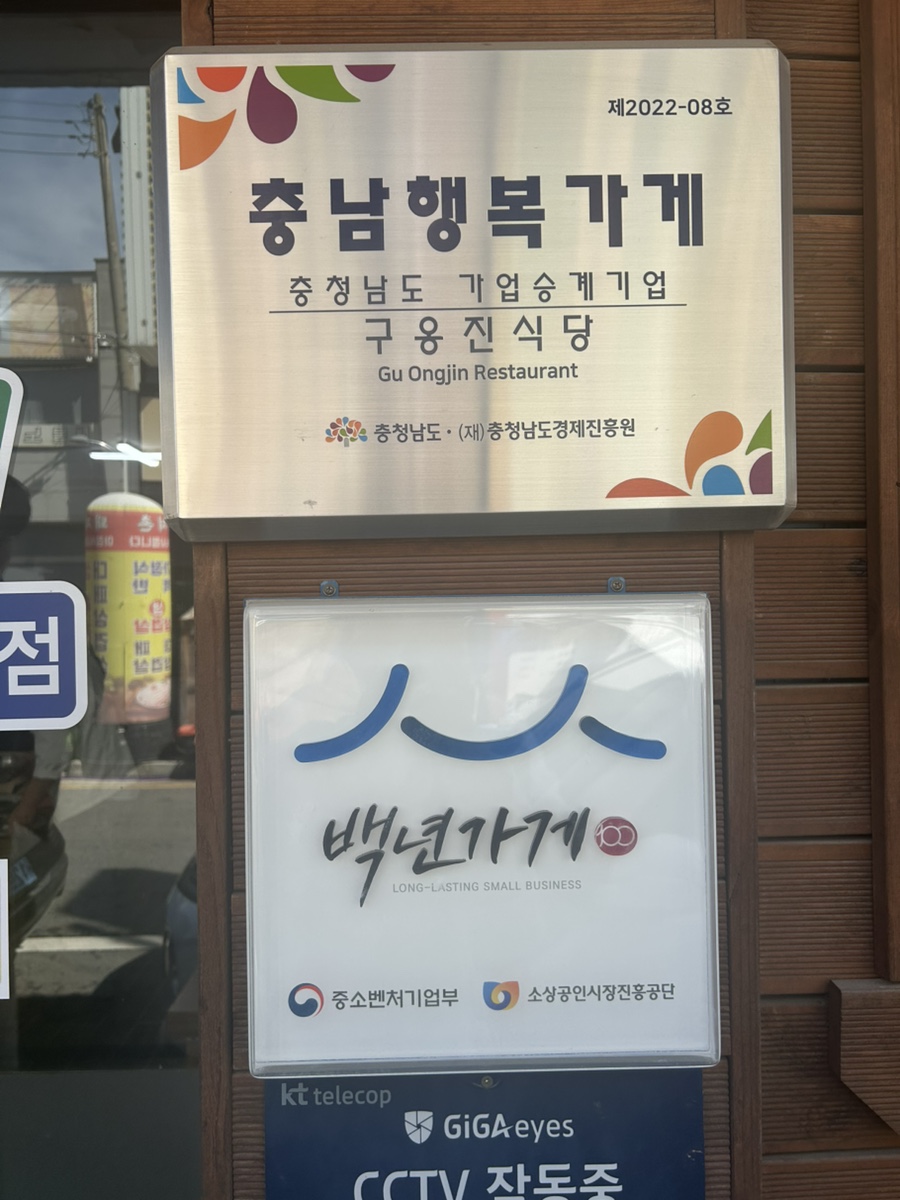 제2022-08호
충남행복가게
충청남도 가업승계기업
구옹진식당
Gu Ongjin Restaurant
충청남도 · (재)충청남도경제진흥원
점
백년가게 100
LONG-LASTING SMALL BUSINESS
중소벤처기업부 소상공인시장진흥공단
kt telecop
GiGAeyes
CCTV 작동중